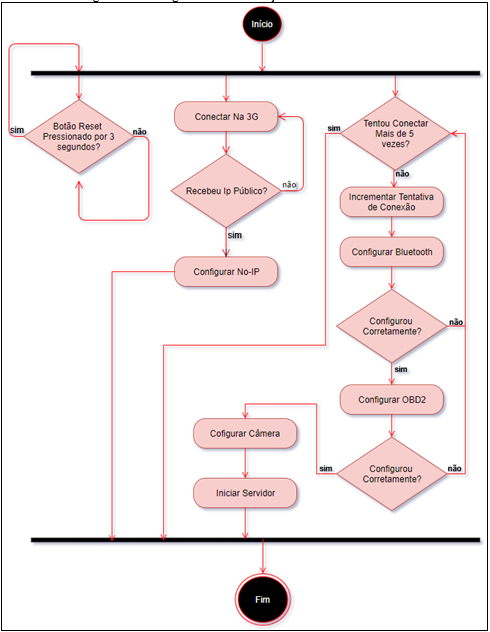 Início
Botão Reset
Pressionado por 3
segundos?
sim
não
Conectar Na 3G
Recebeu Ip Público?
não
sim
Configurar No-IP
Tentou Conectar
Mais de 5
vezes?
sim
não
Incrementar Tentativa
de Conexão
Configurar Bluetooth
Configurou
Corretamente?
não
sim
Configurar OBD2
Configurou
Corretamente?
sim
não
Cofigurar Câmera
Iniciar Servidor
Fim